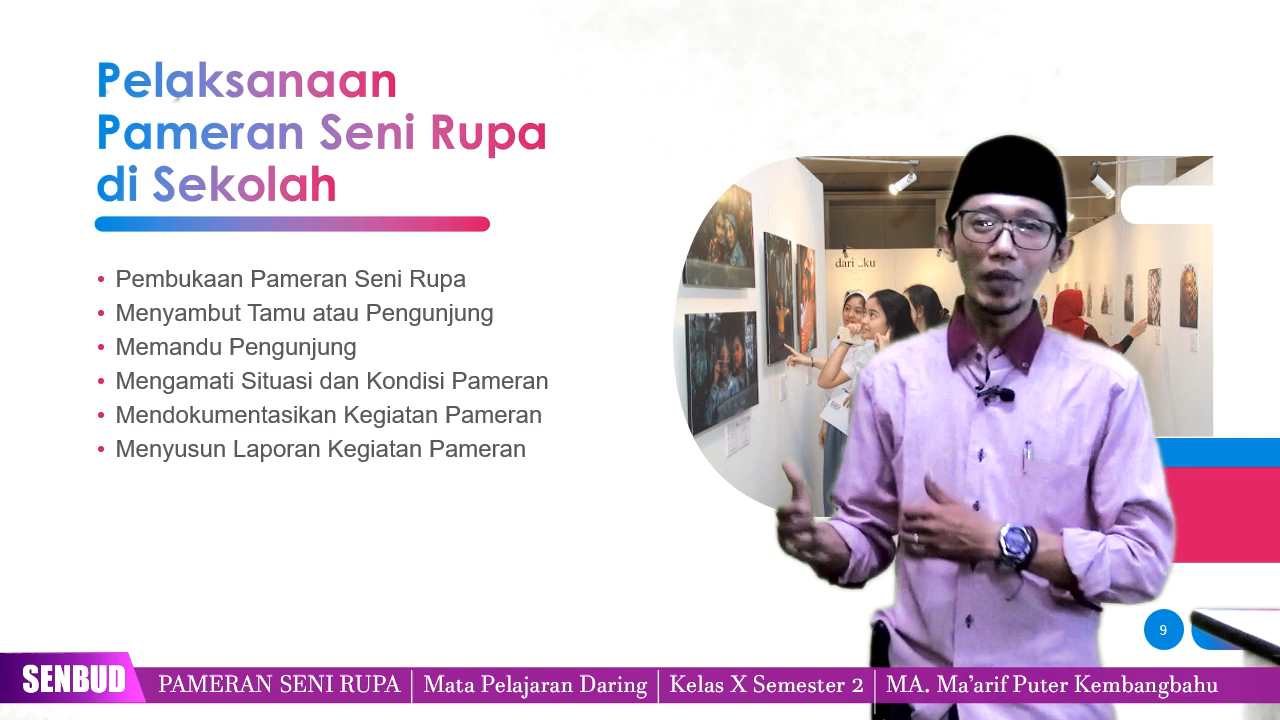 Pelaksanaan
Pameran Seni Rupa
di Sekolah
• Pembukaan Pameran Seni Rupa
• Menyambut Tamu atau Pengunjung
• Memandu Pengunjung
• Mengamati Situasi dan Kondisi Pameran
• Mendokumentasikan Kegiatan Pameran
• Menyusun Laporan Kegiatan Pameran
dari
9
SENBUD PAMERAN SENI RUPA | Mata Pelajaran Daring | Kelas X Semester 2 | MA. Ma'arif Puter Kembangbahu